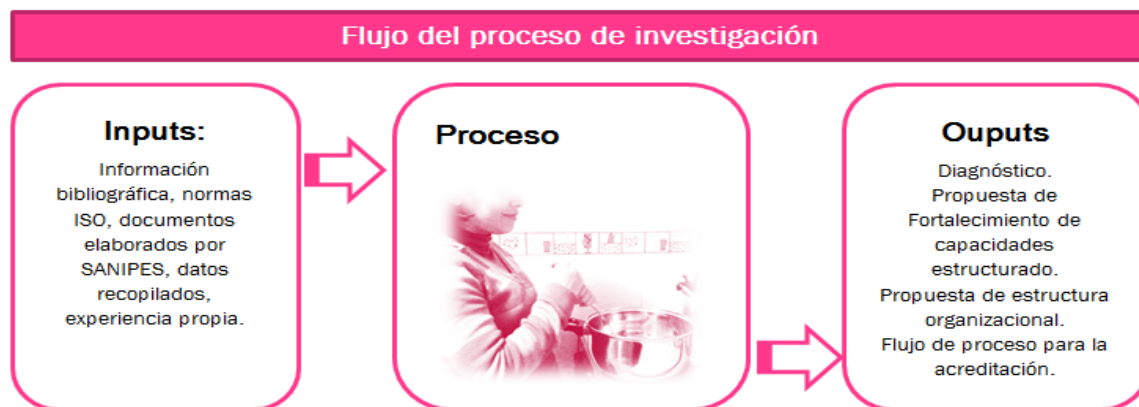 Flujo del proceso de investigación
Inputs:
Información
bibliográfica, normas
ISO, documentos
elaborados por
SANIPES, datos
recopilados,
experiencia propia.
Proceso
Ouputs
Diagnóstico.
Propuesta de
Fortalecimiento de
capacidades
estructurado.
Propuesta de estructura
organizacional.
Flujo de proceso para la
acreditación.